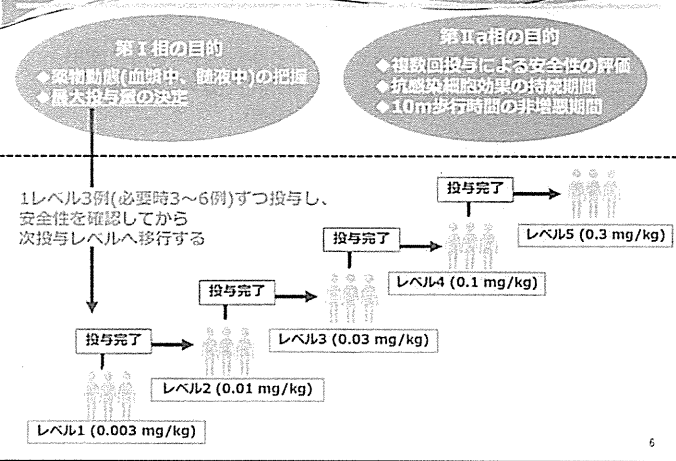 第Ⅰ相の目的
◆薬物動態(血漿中、髄液中)の把握
◆最大投与量の決定
第Ⅱa相の目的
◆複数回投与による安全性の評価
◆抗感染細胞効果の持続期間
◆10m歩行時間の非増悪期間
1レベル3例(必要時3～6例)ずつ投与し、
安全性を確認してから
次投与レベルへ移行する
投与完了
レベル5 (0.3 mg/kg)
投与完了
レベル4 (0.1 mg/kg)
投与完了
レベル3 (0.03 mg/kg)
投与完了
レベル2 (0.01 mg/kg)
レベル1 (0.003 mg/kg)
6